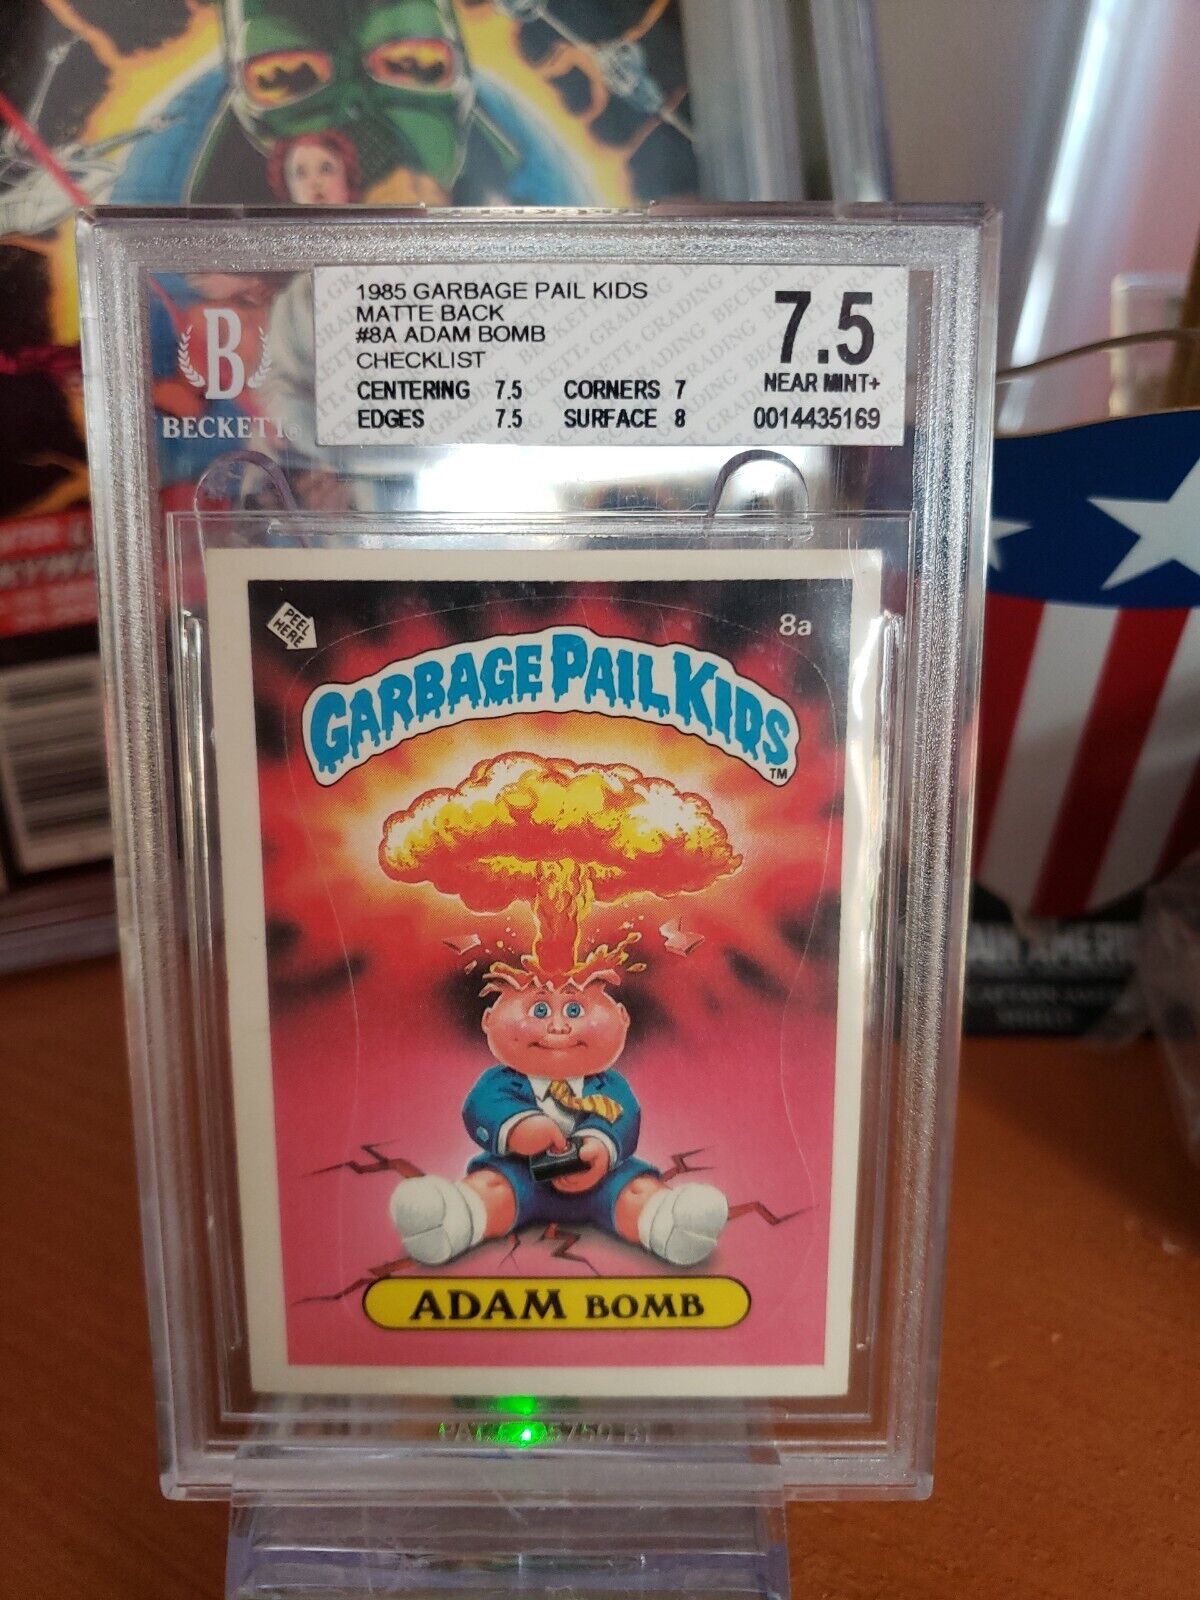 1985 GARBAGE PAIL KIDS
MATTE BACK
#8A ADAM BOMB
CHECKLIST
CENTERING 7.5 CORNERS 7
EDGES 7.5 SURFACE 8
7.5
NEAR MINT+
0014435169
B
BECKETT
PEEL
HERE
8a
GARBAGE PAIL KIDS
TM
ADAM BOMB
SHIELD